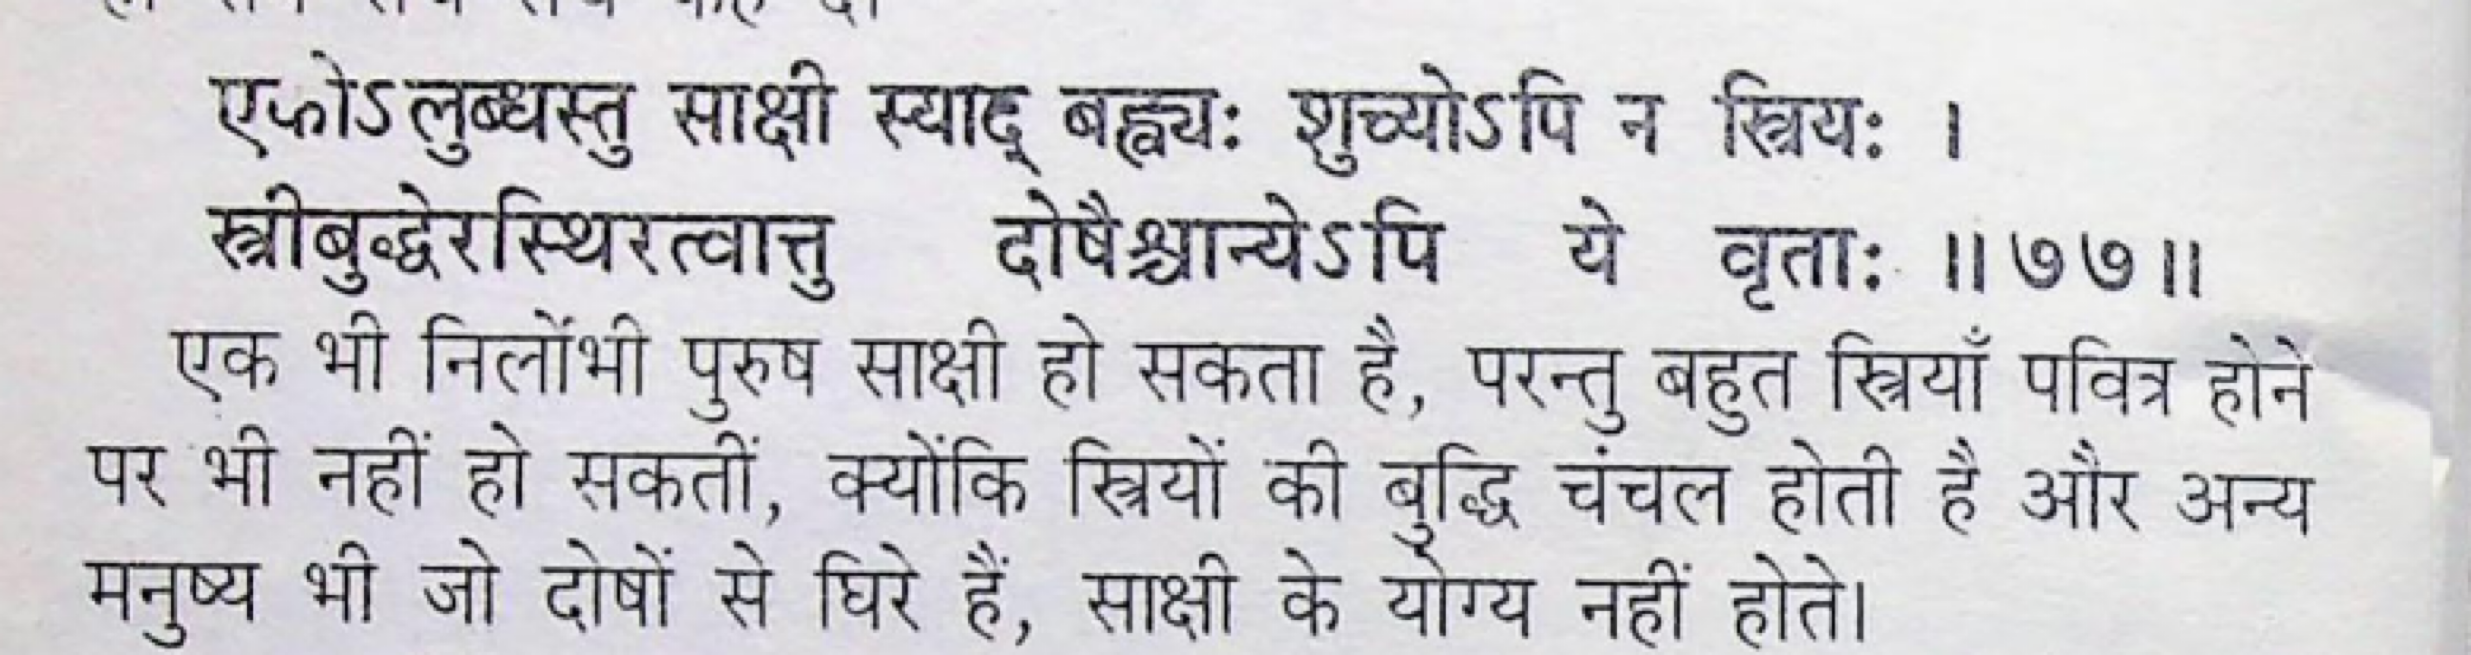 एकोऽलुब्धस्तु साक्षी स्याद् बह्व्यः शुच्योऽपि न स्त्रियः ।
स्त्रीबुद्धेरस्थिरत्वात्तु दोषैश्चान्येऽपि ये वृताः ॥७७॥
एक भी निर्लोभी पुरुष साक्षी हो सकता है, परन्तु बहुत स्त्रियाँ पवित्र होने
पर भी नहीं हो सकतीं, क्योंकि स्त्रियों की बुद्धि चंचल होती है और अन्य
मनुष्य भी जो दोषों से घिरे हैं, साक्षी के योग्य नहीं होते।